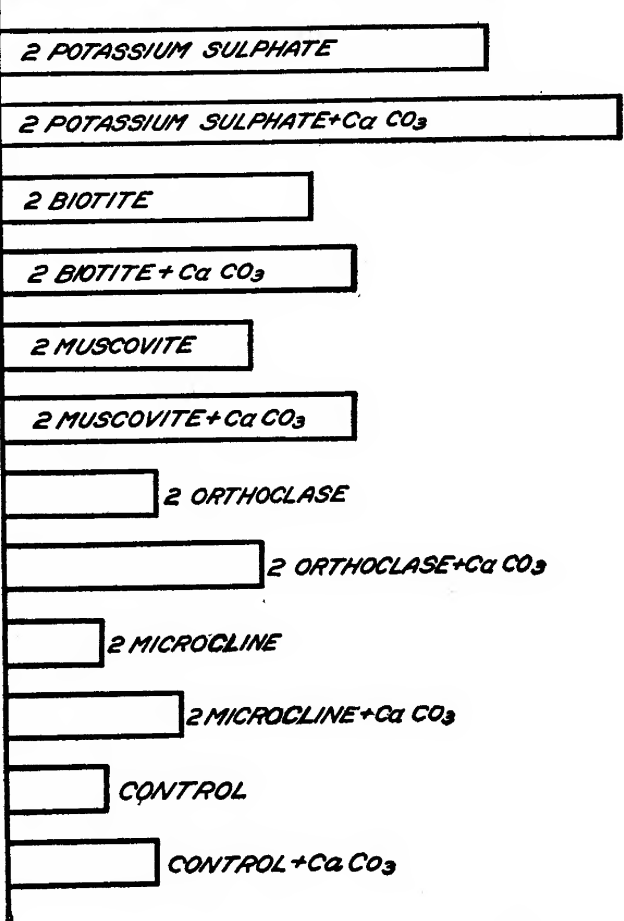 2 POTASSIUM SULPHATE
2 POTASSIUM SULPHATE+Ca CO₃
2 BIOTITE
2 BIOTITE + Ca CO₃
2 MUSCOVITE
2 MUSCOVITE+Ca CO₃
2 ORTHOCLASE
2 ORTHOCLASE+Ca CO₃
2 MICROCLINE
2 MICROCLINE+Ca CO₃
CONTROL
CONTROL+Ca Co₃